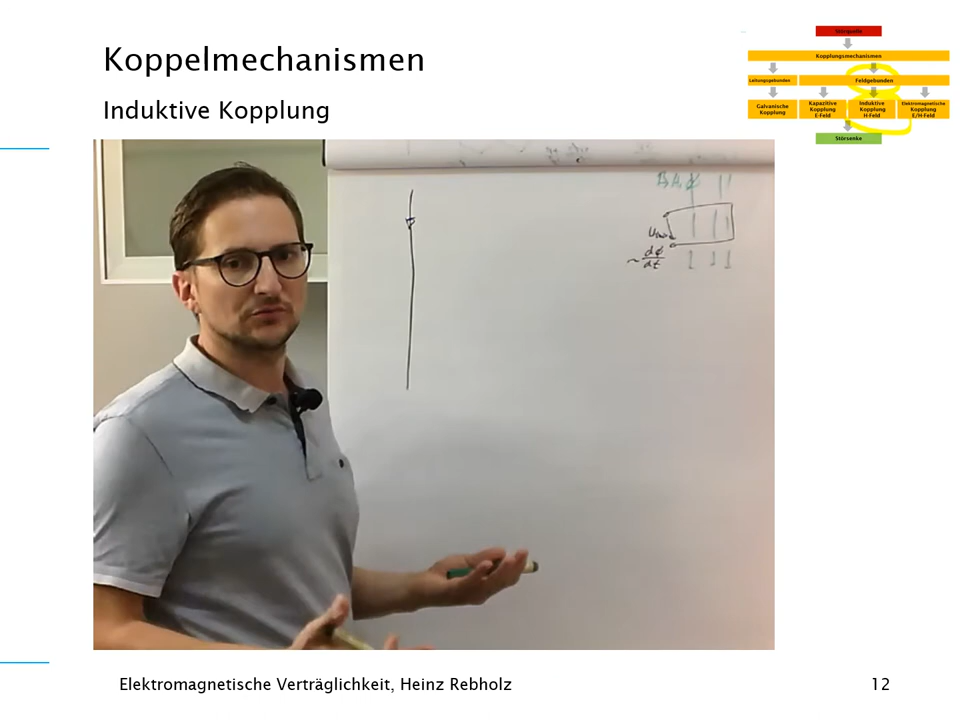 Koppelmechanismen
Induktive Kopplung
Störquelle
Kopplungsmechanismen
Leitungsgebunden
Feldgebunden
Galvanische
Kopplung
Kapazitive
Kopplung
E-Feld
Induktive
Kopplung
H-Feld
Elektromagnetische
Kopplung
E/H-Feld
Störsenke
~ dϕ
dt
Elektromagnetische Verträglichkeit, Heinz Rebholz
12